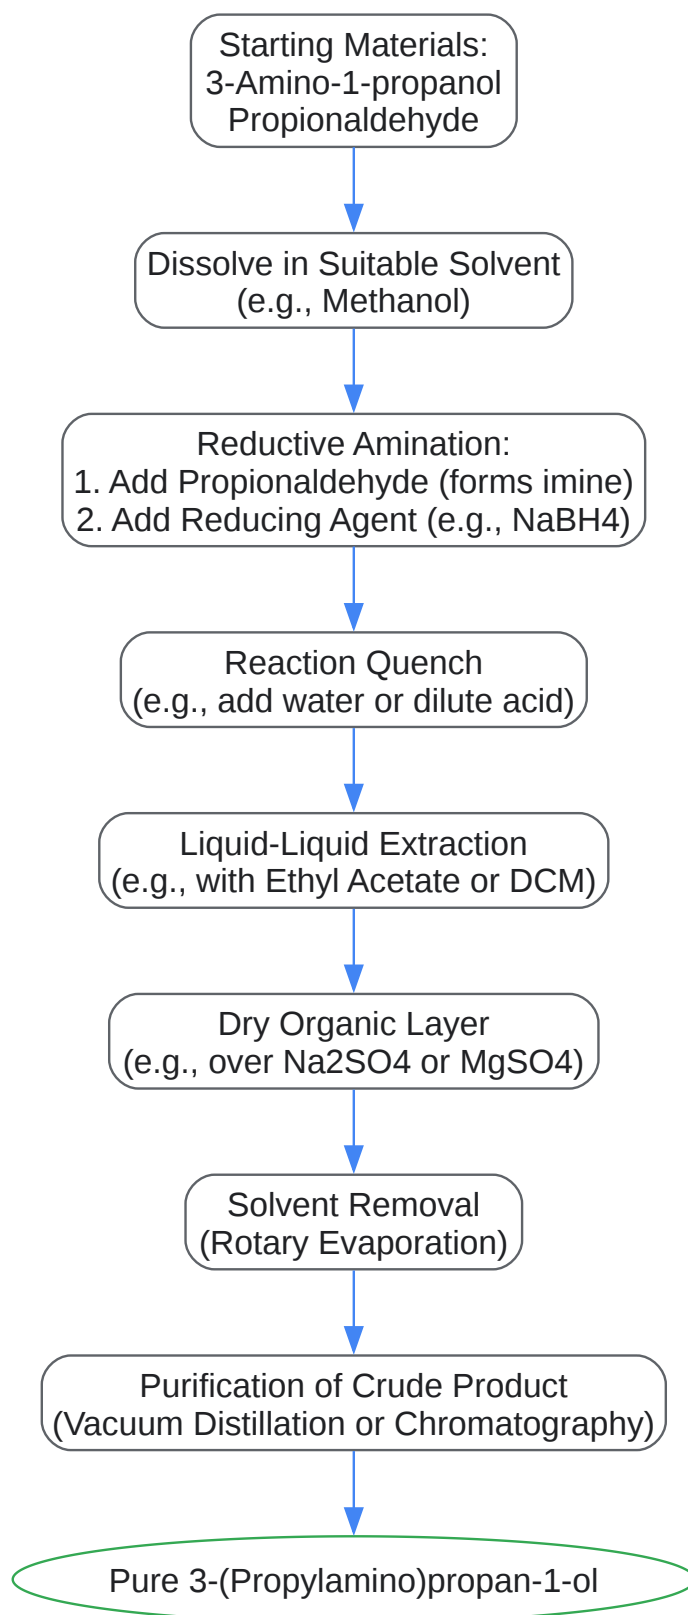 Starting Materials:
3-Amino-1-propanol
Propionaldehyde
Dissolve in Suitable Solvent
(e.g., Methanol)
Reductive Amination:
1. Add Propionaldehyde (forms imine)
2. Add Reducing Agent (e.g., NaBH4)
Reaction Quench
(e.g., add water or dilute acid)
Liquid-Liquid Extraction
(e.g., with Ethyl Acetate or DCM)
Dry Organic Layer
(e.g., over Na2SO4 or MgSO4)
Solvent Removal
(Rotary Evaporation)
Purification of Crude Product
(Vacuum Distillation or Chromatography)
Pure 3-(Propylamino)propan-1-ol